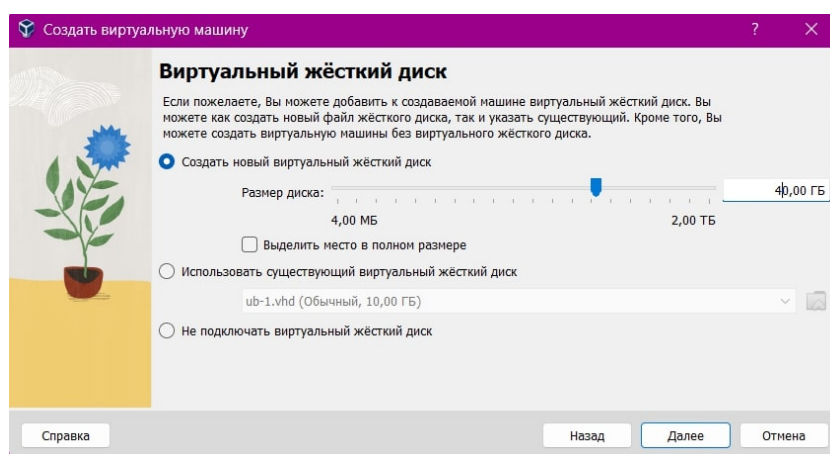 Создать виртуальную машину
?
Виртуальный жёсткий диск
Если пожелаете, Вы можете добавить к создаваемой машине виртуальный жёсткий диск. Вы
можете как создать новый файл жёсткого диска, так и указать существующий. Кроме того, Вы
можете создать виртуальную машины без виртуального жёсткого диска.
Создать новый виртуальный жёсткий диск
Размер диска: 40,00 ГБ
4,00 МБ 2,00 ТБ
Выделить место в полном размере
Использовать существующий виртуальный жёсткий диск
ub-1.vhd (Обычный, 10,00 ГБ)
Не подключать виртуальный жёсткий диск
Справка Назад Далее Отмена